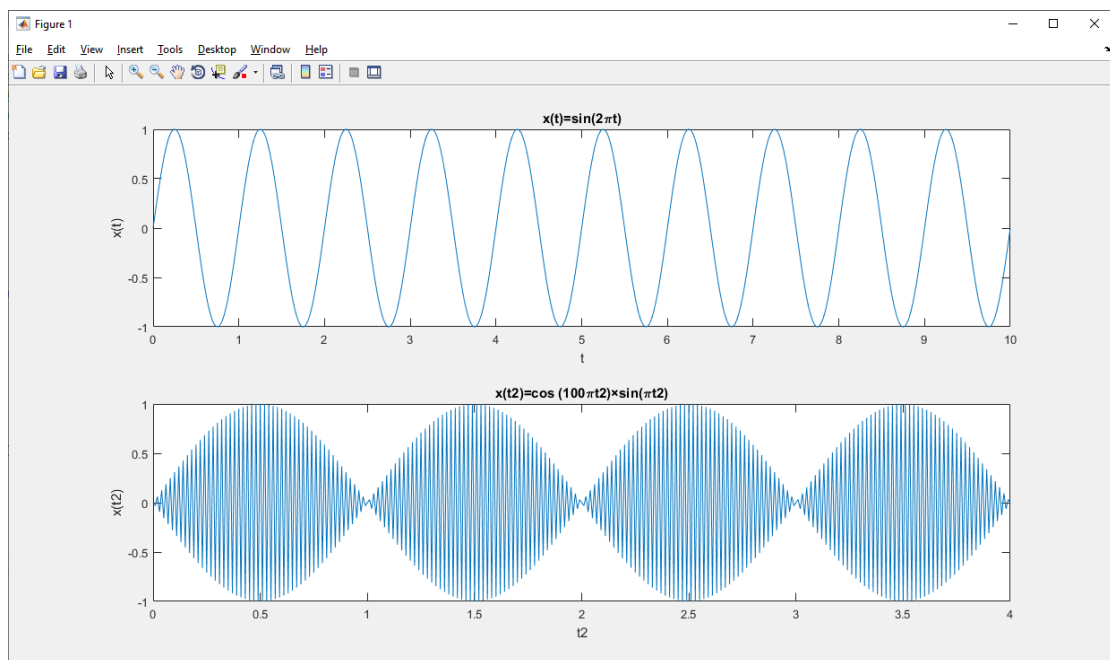 Figure 1
File Edit View Insert Tools Desktop Window Help
x(t)=sin(2πt)
1
0.5
0
-0.5
-1
x(t)
0 1 2 3 4 5 6 7 8 9 10
t
x(t2)=cos (100πt2)×sin(πt2)
1
0.5
0
-0.5
-1
x(t2)
0 0.5 1 1.5 2 2.5 3 3.5 4
t2